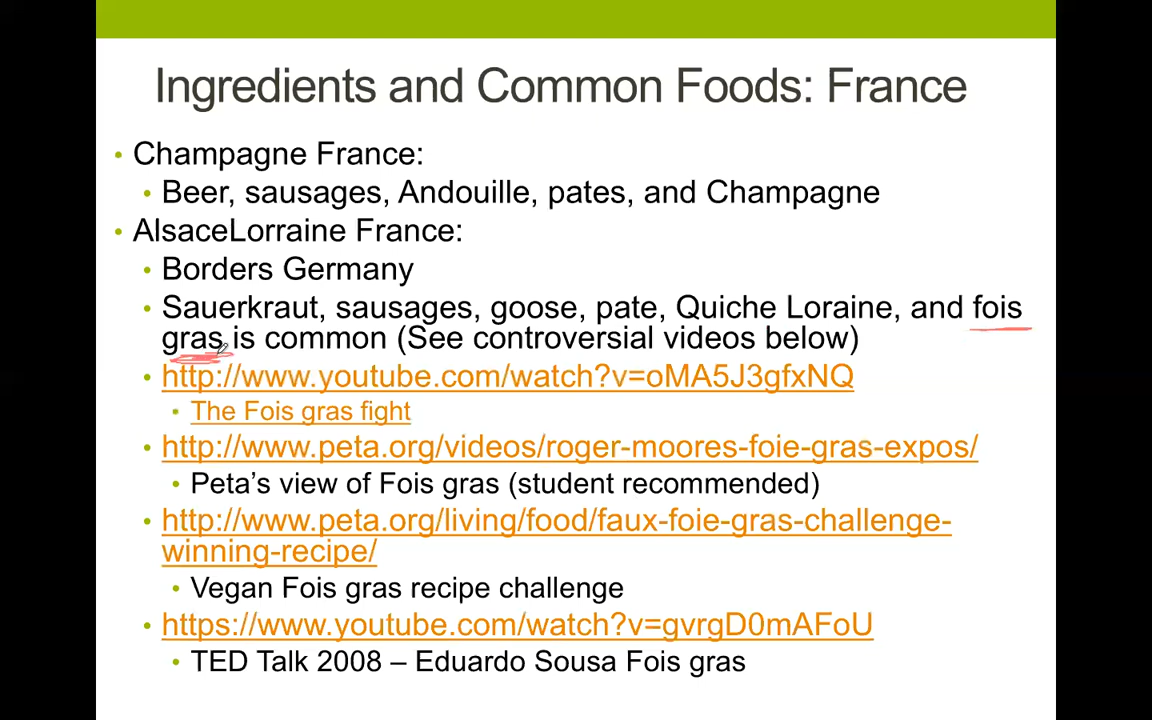 Ingredients and Common Foods: France
• Champagne France:
• Beer, sausages, Andouille, pates, and Champagne
• AlsaceLorraine France:
• Borders Germany
• Sauerkraut, sausages, goose, pate, Quiche Loraine, and fois
gras is common (See controversial videos below)
• http://www.youtube.com/watch?v=oMA5J3gfxNQ
• The Fois gras fight
• http://www.peta.org/videos/roger-moores-foie-gras-expos/
• Peta’s view of Fois gras (student recommended)
• http://www.peta.org/living/food/faux-foie-gras-challenge-
winning-recipe/
• Vegan Fois gras recipe challenge
• https://www.youtube.com/watch?v=gvrgD0mAFoU
• TED Talk 2008 – Eduardo Sousa Fois gras